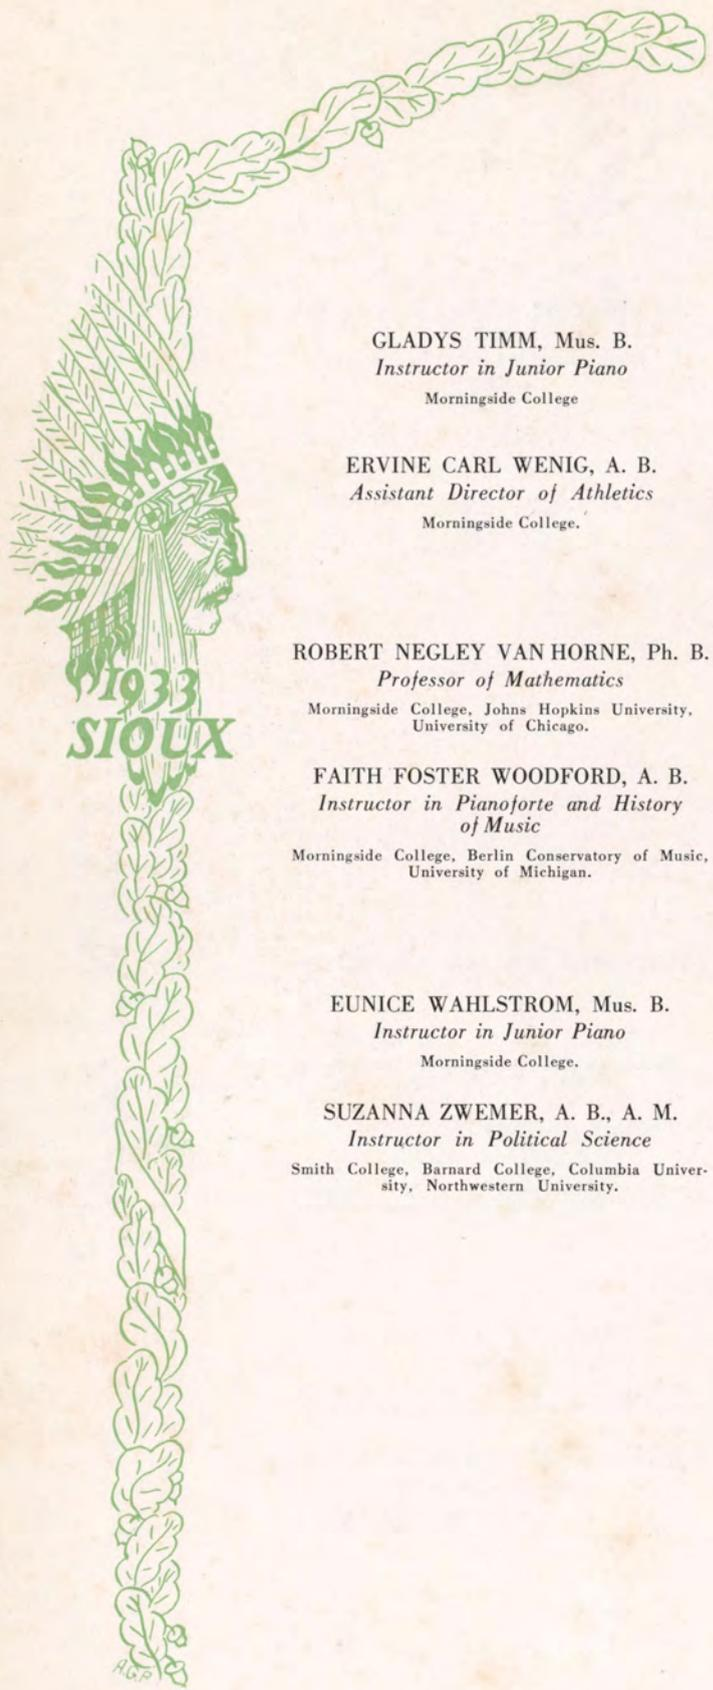 GLADYS TIMM, Mus. B.
Instructor in Junior Piano
Morningside College
ERVINE CARL WENIG, A. B.
Assistant Director of Athletics
Morningside College.
ROBERT NEGLEY VAN HORNE, Ph. B.
Professor of Mathematics
Morningside College, Johns Hopkins University,
University of Chicago.
1933
SIOUX
FAITH FOSTER WOODFORD, A. B.
Instructor in Pianoforte and History
of Music
Morningside College, Berlin Conservatory of Music,
University of Michigan.
EUNICE WAHLSTROM, Mus. B.
Instructor in Junior Piano
Morningside College.
SUZANNA ZWEMER, A. B., A. M.
Instructor in Political Science
Smith College, Barnard College, Columbia Univer-
sity, Northwestern University.
A.G.P.